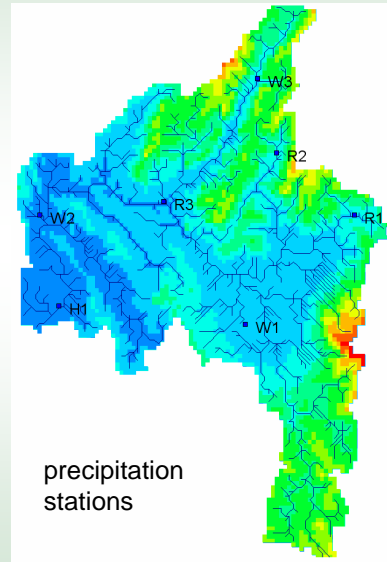 W3
R2
R3
R1
W2
H1
W1
precipitation
stations